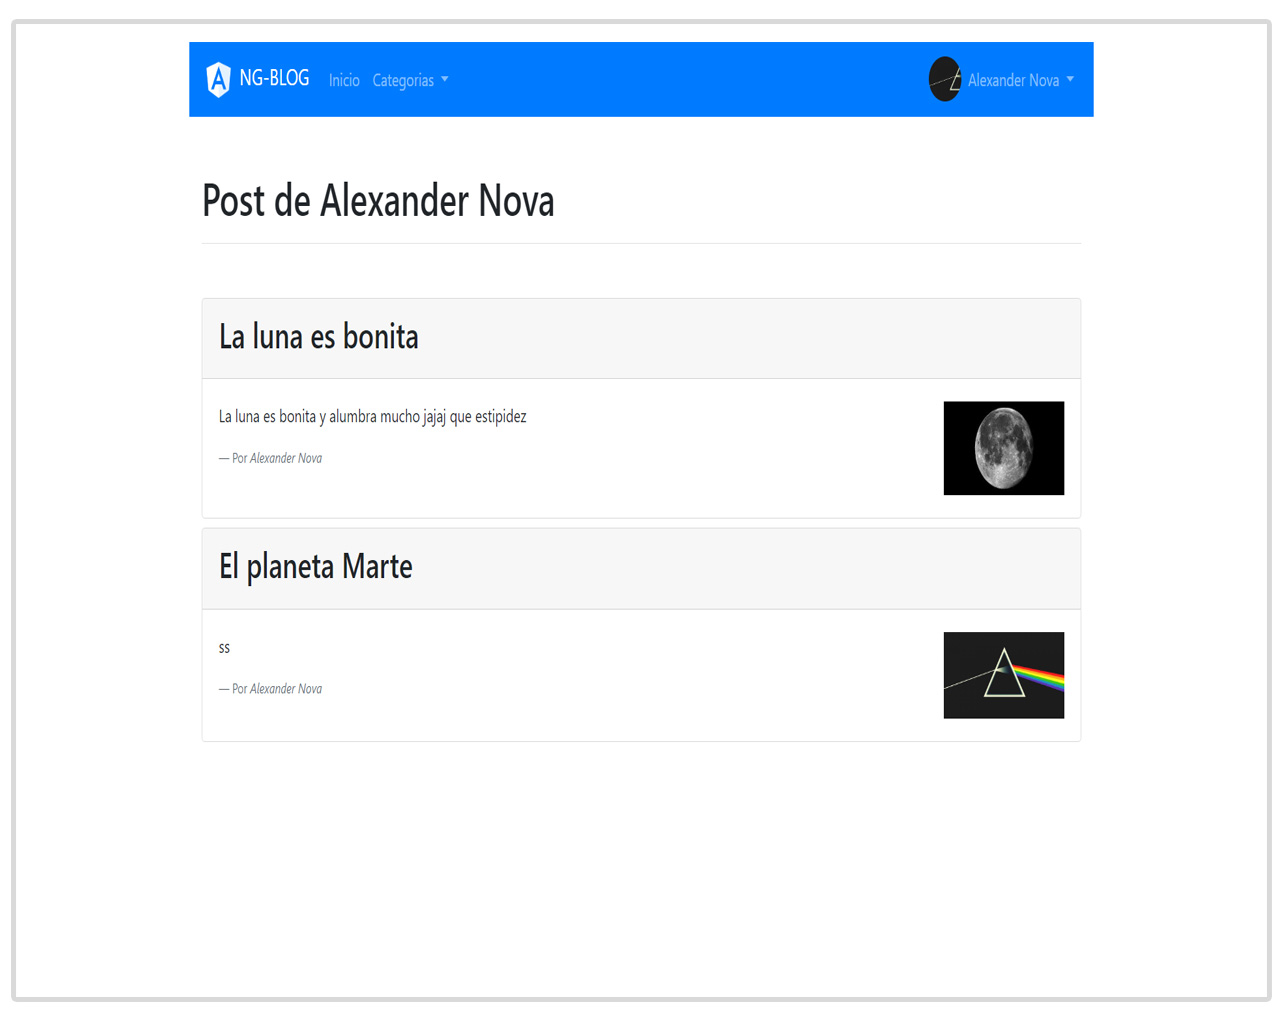 NG-BLOG Inicio Categorias Alexander Nova
Post de Alexander Nova
La luna es bonita
La luna es bonita y alumbra mucho jajaj que estipidez
— Por Alexander Nova
El planeta Marte
ss
— Por Alexander Nova